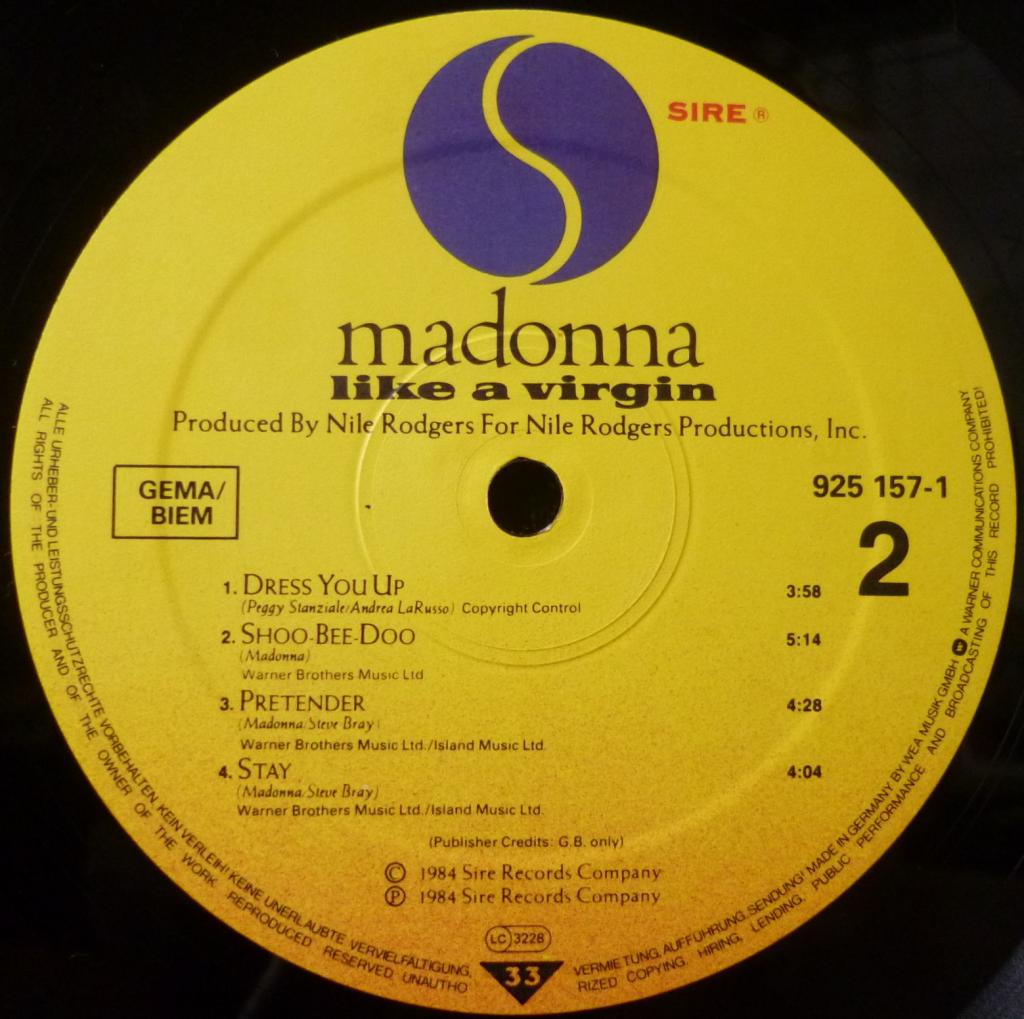 SIRE ®
madonna
like a virgin
Produced By Nile Rodgers For Nile Rodgers Productions, Inc.
GEMA/
BIEM
925 157-1
2
1. DRESS YOU UP 3:58
(Peggy Stanziale/Andrea LaRusso) Copyright Control
2. SHOO-BEE-DOO 5:14
(Madonna)
Warner Brothers Music Ltd
3. PRETENDER 4:28
(Madonna/Steve Bray)
Warner Brothers Music Ltd./Island Music Ltd.
4. STAY 4:04
(Madonna/Steve Bray)
Warner Brothers Music Ltd./Island Music Ltd.
(Publisher Credits: G.B. only)
© 1984 Sire Records Company
℗ 1984 Sire Records Company
LC 3228
33
ALLE URHEBER- UND LEISTUNGSSCHUTZRECHTE VORBEHALTEN KEIN VERLEIH! KEINE UNERLAUBTE VERVIELFÄLTIGUNG, VERMIETUNG, AUFFÜHRUNG, SENDUNG! MADE IN GERMANY BY WEA MUSIK GMBH A WARNER COMMUNICATIONS COMPANY
ALL RIGHTS OF THE PRODUCER AND OF THE OWNER OF THE WORK REPRODUCED RESERVED. UNAUTHORIZED COPYING, HIRING, LENDING, PUBLIC PERFORMANCE AND BROADCASTING OF THIS RECORD PROHIBITED!